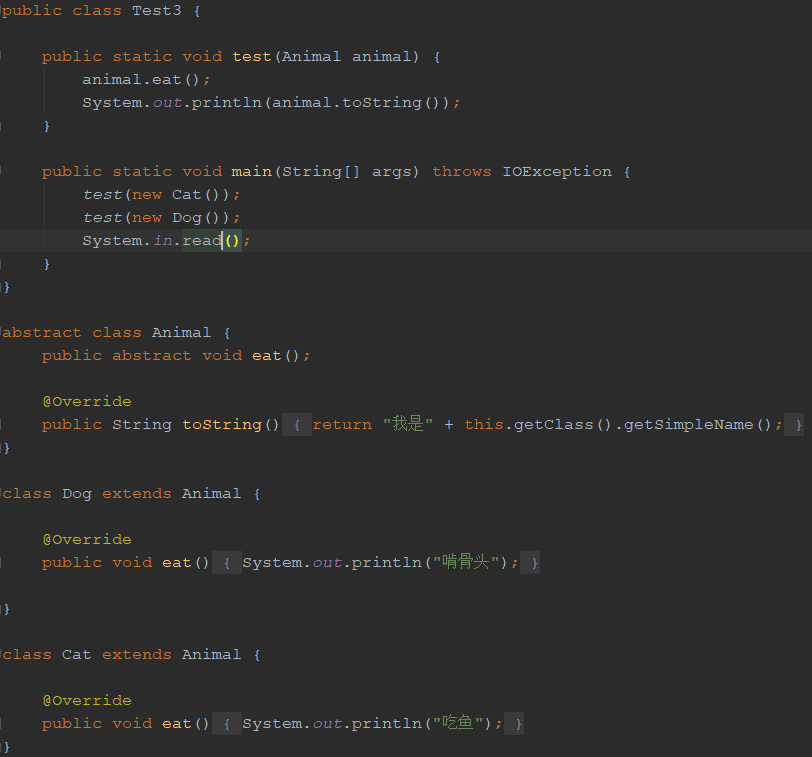 public class Test3 {
public static void test(Animal animal) {
animal.eat();
System.out.println(animal.toString());
}
public static void main(String[] args) throws IOException {
test(new Cat());
test(new Dog());
System.in.read();
}
}
abstract class Animal {
public abstract void eat();
@Override
public String toString() { return "我是" + this.getClass().getSimpleName(); }
}
class Dog extends Animal {
@Override
public void eat() { System.out.println("啃骨头"); }
}
class Cat extends Animal {
@Override
public void eat() { System.out.println("吃鱼"); }
}